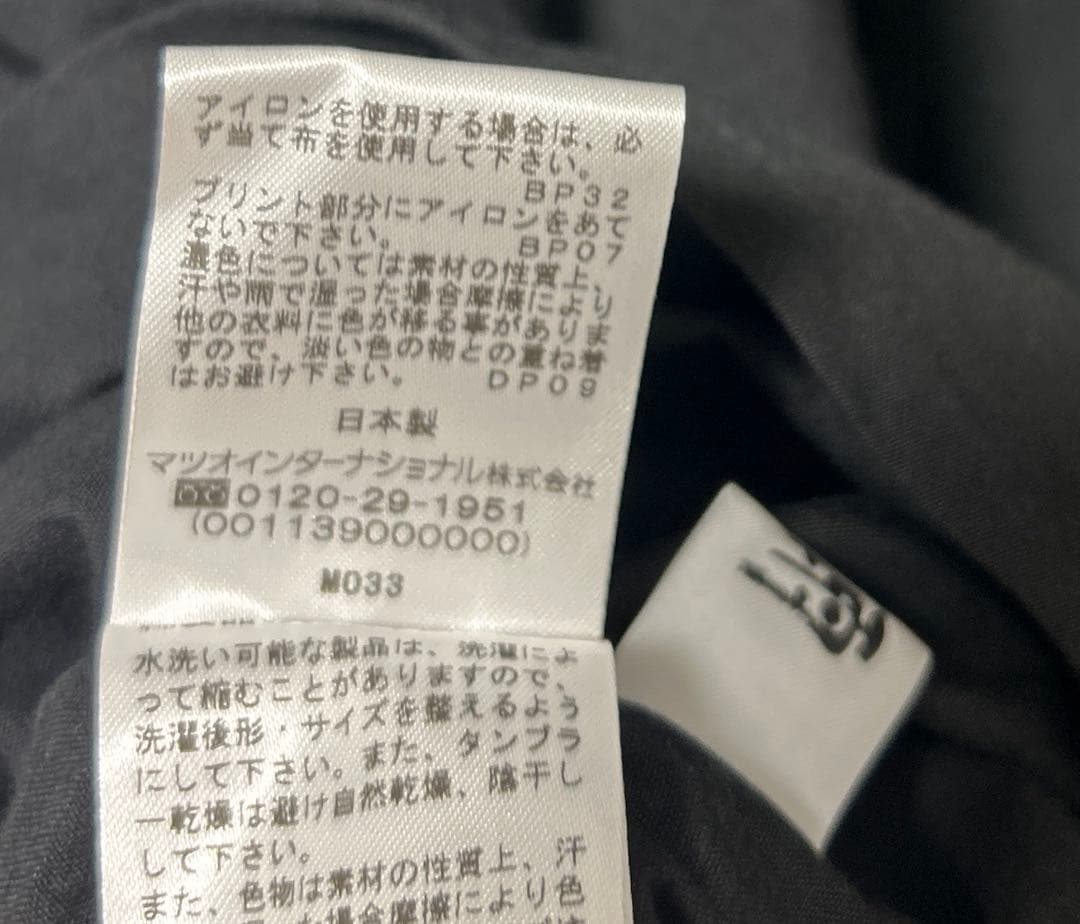 アイロンを使用する場合は、必
ず当て布を使用して下さい。
BP32
プリント部分にアイロンをあて
ないで下さい。 BP07
濃色については素材の性質上、
汗や雨で湿った場合摩擦により
他の衣料に色が移る事がありま
すので、淡い色の物との重ね着
はお避け下さい。 DP09
日本製
マツオインターナショナル株式会社
0120-29-1951
(0011390000000)
M033
水洗い可能な製品は、洗濯によ
って縮むことがありますので、
洗濯後形・サイズを整えるよう
にして下さい。また、タンブラ
ー乾燥は避け自然乾燥、陰干し
して下さい。
また、色物は素材の性質上、汗
場合摩擦により色